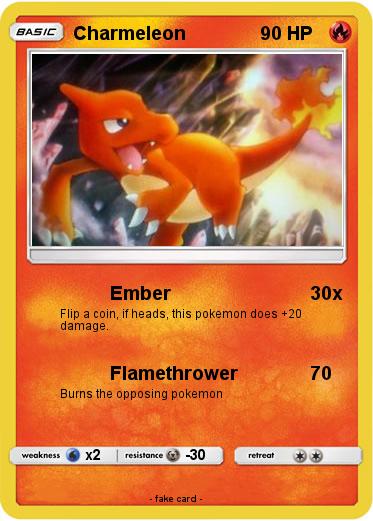 BASIC Charmeleon 90 HP
Ember 30x
Flip a coin, if heads, this pokemon does +20
damage.
Flamethrower 70
Burns the opposing pokemon
weakness x2 resistance -30 retreat
- fake card -